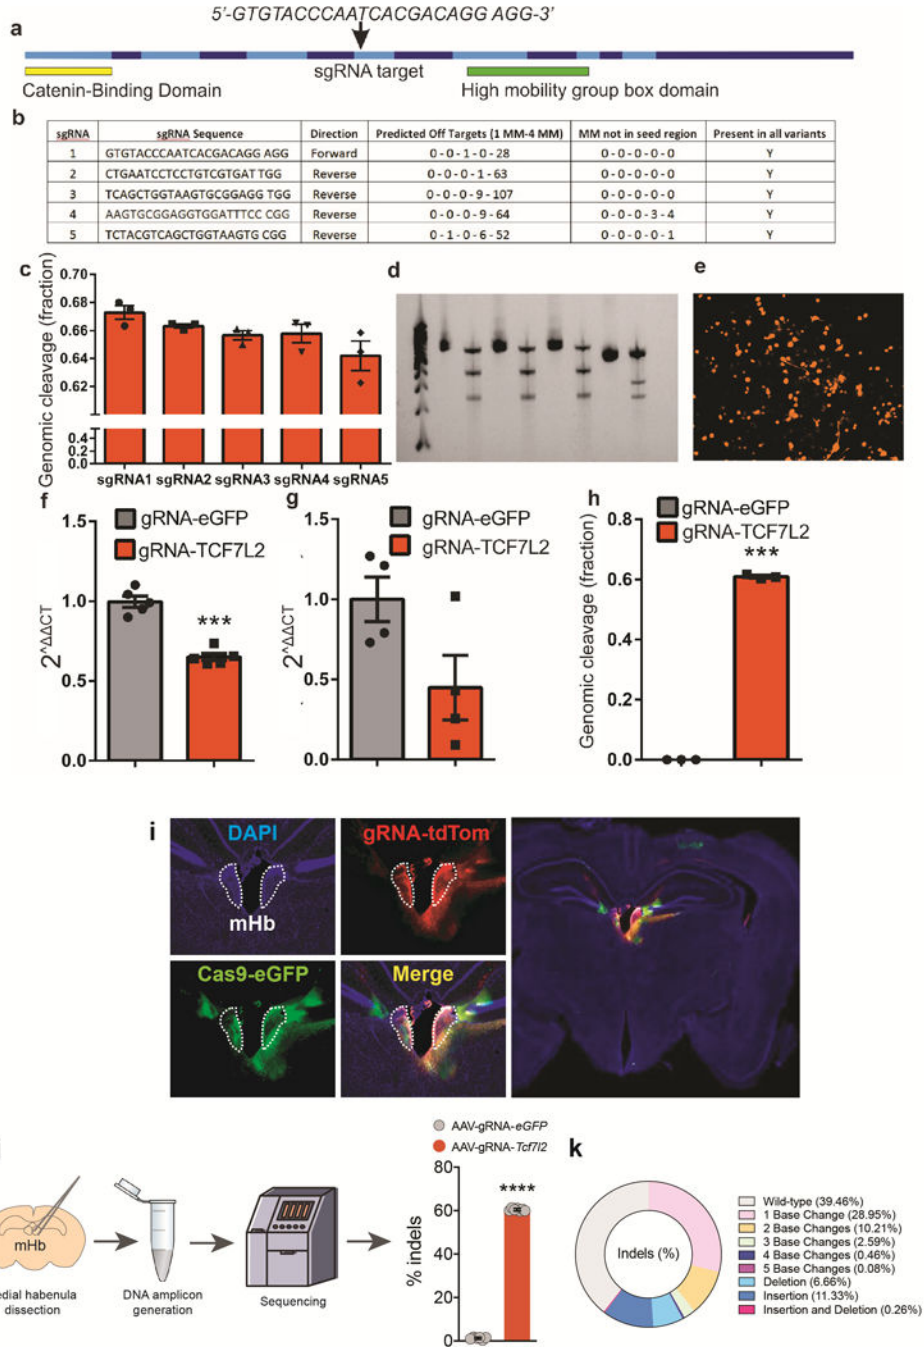 5'-GTGTACCCAATCACGACAGG AGG-3'
a
sgRNA target
Catenin-Binding Domain
High mobility group box domain
b
sgRNA sgRNA Sequence Direction Predicted Off Targets (1 MM-4 MM) MM not in seed region Present in all variants
1 GTGTACCCAATCACGACAGG AGG Forward 0-0-1-0-28 0-0-0-0-0 Y
2 CTGAATCCTCCTGTCGTGAT TGG Reverse 0-0-0-1-63 0-0-0-0-0 Y
3 TCAGCTGGTAAGTGCGGAGG TGG Reverse 0-0-0-9-107 0-0-0-0-0 Y
4 AAGTGCGGAGGTGGATTTCC CGG Reverse 0-0-0-9-64 0-0-0-3-4 Y
5 TCTACGTCAGCTGGTAAGTG CGG Reverse 0-1-0-6-52 0-0-0-0-1 Y
c
Genomic cleavage (fraction)
0.70
0.68
0.66
0.64
0.62
0.4
0.2
0.0
sgRNA1 sgRNA2 sgRNA3 sgRNA4 sgRNA5
d
e
f
gRNA-eGFP
gRNA-TCF7L2
2^ΔΔCT
1.5
1.0
0.5
0.0
***
g
gRNA-eGFP
gRNA-TCF7L2
2^ΔΔCT
1.5
1.0
0.5
0.0
h
gRNA-eGFP
gRNA-TCF7L2
Genomic cleavage (fraction)
0.8
0.6
0.4
0.2
0.0
***
i
DAPI
mHb
gRNA-tdTom
Cas9-eGFP
Merge
mHb
edial habenula
dissection
DNA amplicon
generation
Sequencing
AAV-gRNA-eGFP
AAV-gRNA-Tcf7l2
% indels
80
60
40
20
0
****
k
Indels (%)
Wild-type (39.46%)
1 Base Change (28.95%)
2 Base Changes (10.21%)
3 Base Changes (2.59%)
4 Base Changes (0.46%)
5 Base Changes (0.08%)
Deletion (6.66%)
Insertion (11.33%)
Insertion and Deletion (0.26%)